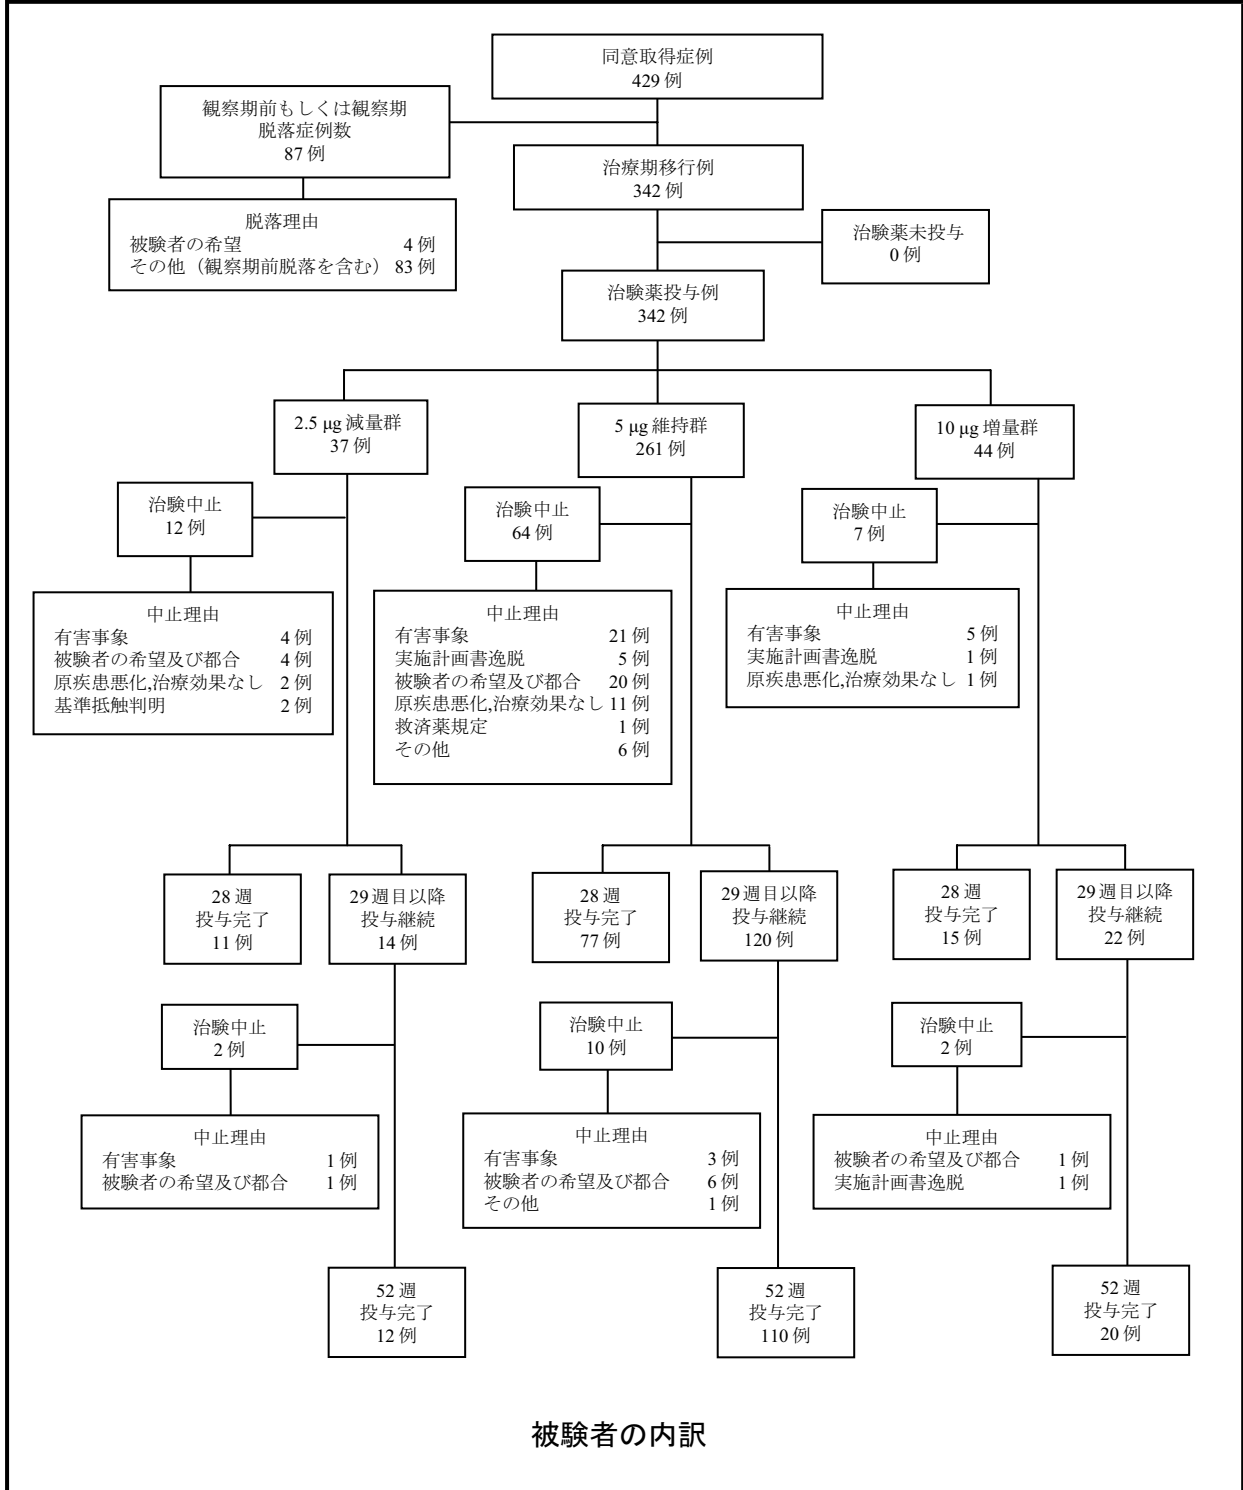 同意取得症例
429 例
観察期前もしくは観察期
脱落症例数
87 例
治療期移行例
342 例
脱落理由
被験者の希望 4 例
その他（観察期前脱落を含む） 83 例
治験薬未投与
0 例
治験薬投与例
342 例
2.5 μg 減量群
37 例
5 μg 維持群
261 例
10 μg 増量群
44 例
治験中止
12 例
治験中止
64 例
治験中止
7 例
中止理由
有害事象 4 例
被験者の希望及び都合 4 例
原疾患悪化,治療効果なし 2 例
基準抵触判明 2 例
中止理由
有害事象 21 例
実施計画書逸脱 5 例
被験者の希望及び都合 20 例
原疾患悪化,治療効果なし 11 例
救済薬規定 1 例
その他 6 例
中止理由
有害事象 5 例
実施計画書逸脱 1 例
原疾患悪化,治療効果なし 1 例
28 週
投与完了
11 例
29 週目以降
投与継続
14 例
28 週
投与完了
77 例
29 週目以降
投与継続
120 例
28 週
投与完了
15 例
29 週目以降
投与継続
22 例
治験中止
2 例
治験中止
10 例
治験中止
2 例
中止理由
有害事象 1 例
被験者の希望及び都合 1 例
中止理由
有害事象 3 例
被験者の希望及び都合 6 例
その他 1 例
中止理由
被験者の希望及び都合 1 例
実施計画書逸脱 1 例
52 週
投与完了
12 例
52 週
投与完了
110 例
52 週
投与完了
20 例
被験者の内訳